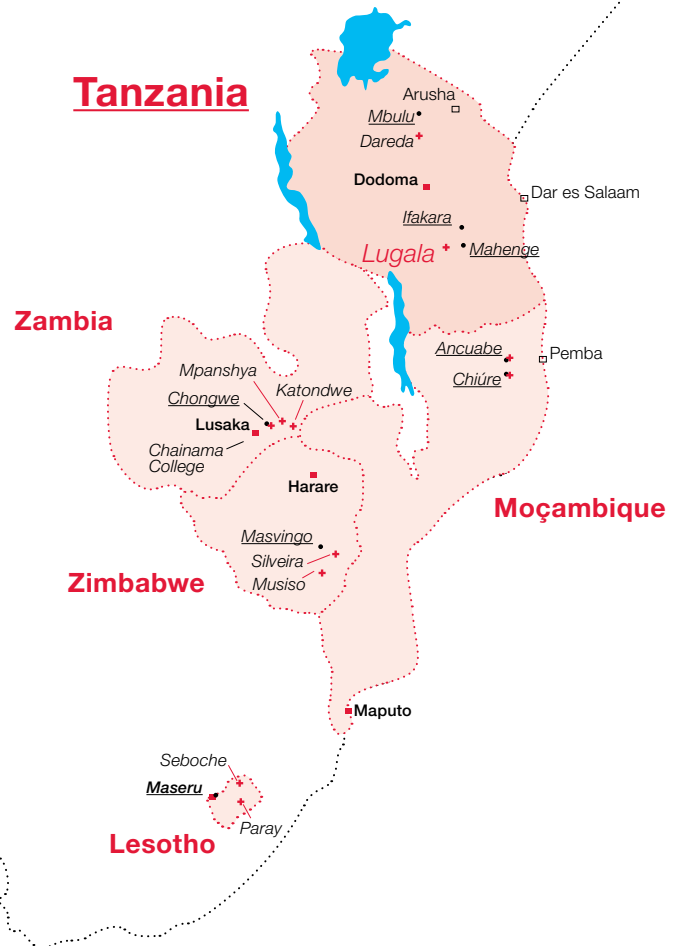 Tanzania
Arusha
Mbulu
Dareda
Dodoma
Dar es Salaam
Ifakara
Lugala
Mahenge
Zambia
Ancuabe
Pemba
Mpanshya
Chiúre
Katondwe
Chongwe
Lusaka
Chainama
College
Harare
Moçambique
Masvingo
Silveira
Zimbabwe
Musiso
Maputo
Seboche
Maseru
Paray
Lesotho